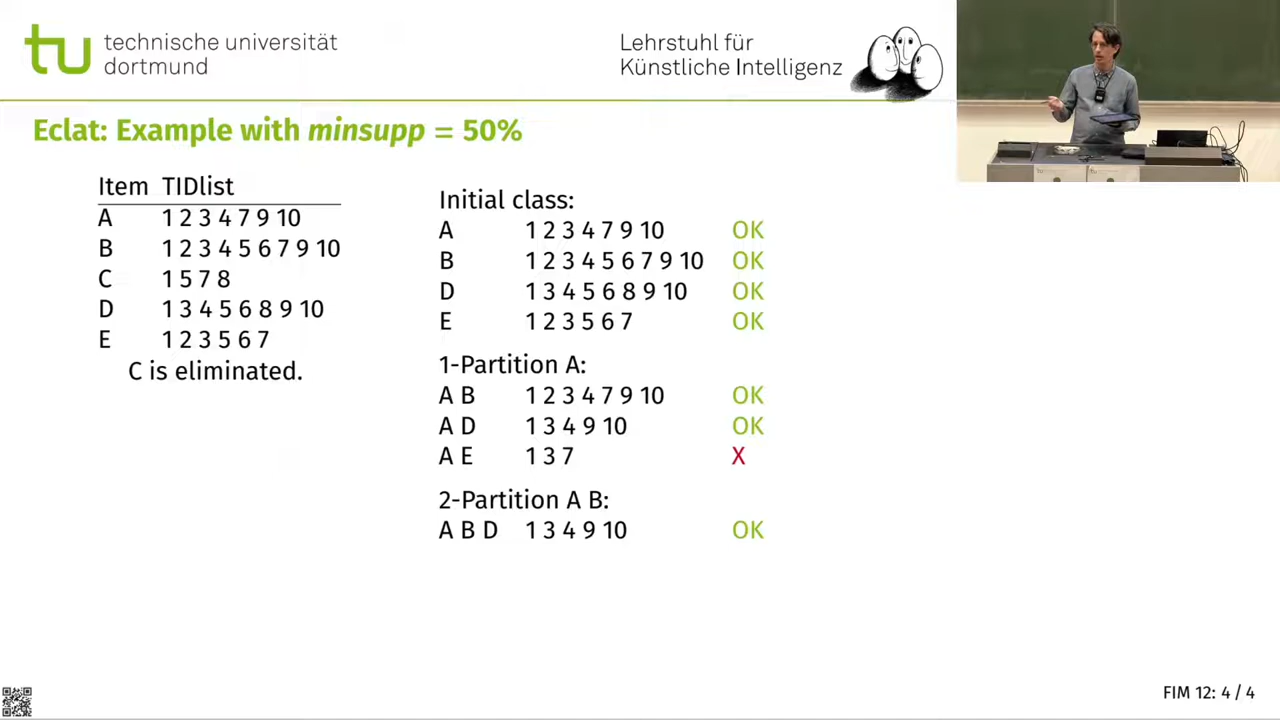 technische universität
dortmund
Lehrstuhl für
Künstliche Intelligenz
Eclat: Example with minsupp = 50%
Item TIDlist
A 1 2 3 4 7 9 10
B 1 2 3 4 5 6 7 9 10
C 1 5 7 8
D 1 3 4 5 6 8 9 10
E 1 2 3 5 6 7
C is eliminated.
Initial class:
A 1 2 3 4 7 9 10 OK
B 1 2 3 4 5 6 7 9 10 OK
D 1 3 4 5 6 8 9 10 OK
E 1 2 3 5 6 7 OK
1-Partition A:
A B 1 2 3 4 7 9 10 OK
A D 1 3 4 9 10 OK
A E 1 3 7 X
2-Partition A B:
A B D 1 3 4 9 10 OK
FIM 12: 4 / 4